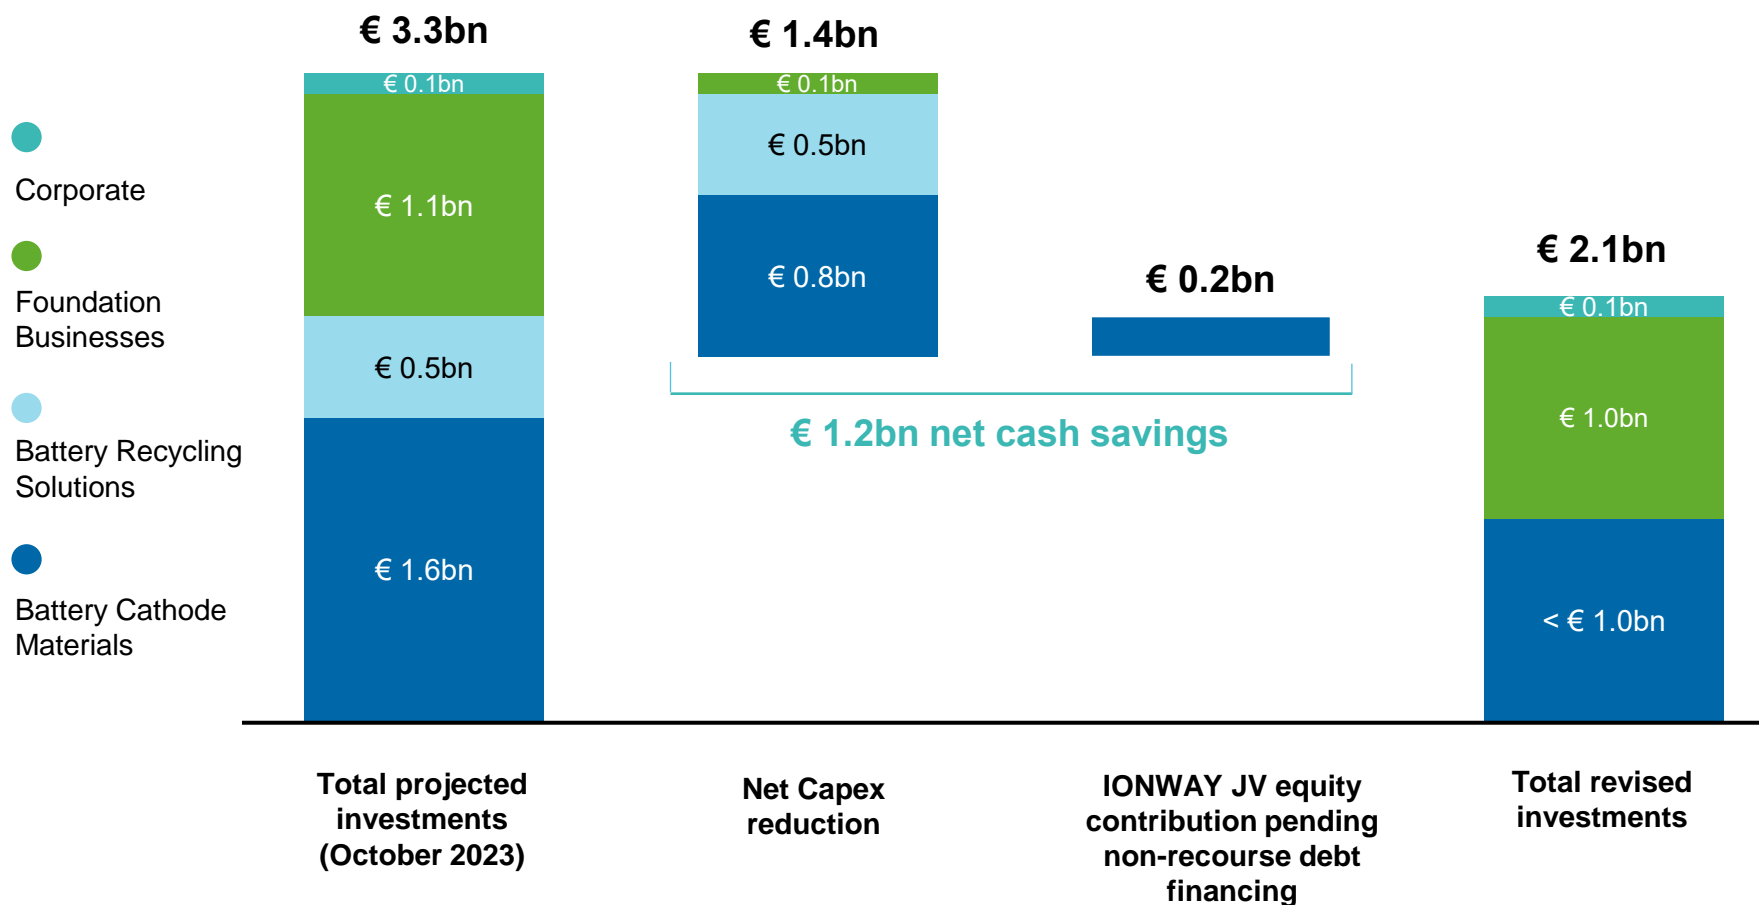 € 3.3bn
€ 1.4bn
€ 0.1bn
€ 0.1bn
€ 0.5bn
Corporate
€ 1.1bn
€ 0.8bn
€ 2.1bn
€ 0.2bn
Foundation
Businesses
€ 0.1bn
€ 0.5bn
€ 1.2bn net cash savings
€ 1.0bn
Battery Recycling
Solutions
€ 1.6bn
Battery Cathode
Materials
< € 1.0bn
Total projected
investments
(October 2023)
Net Capex
reduction
IONWAY JV equity
contribution pending
non-recourse debt
financing
Total revised
investments